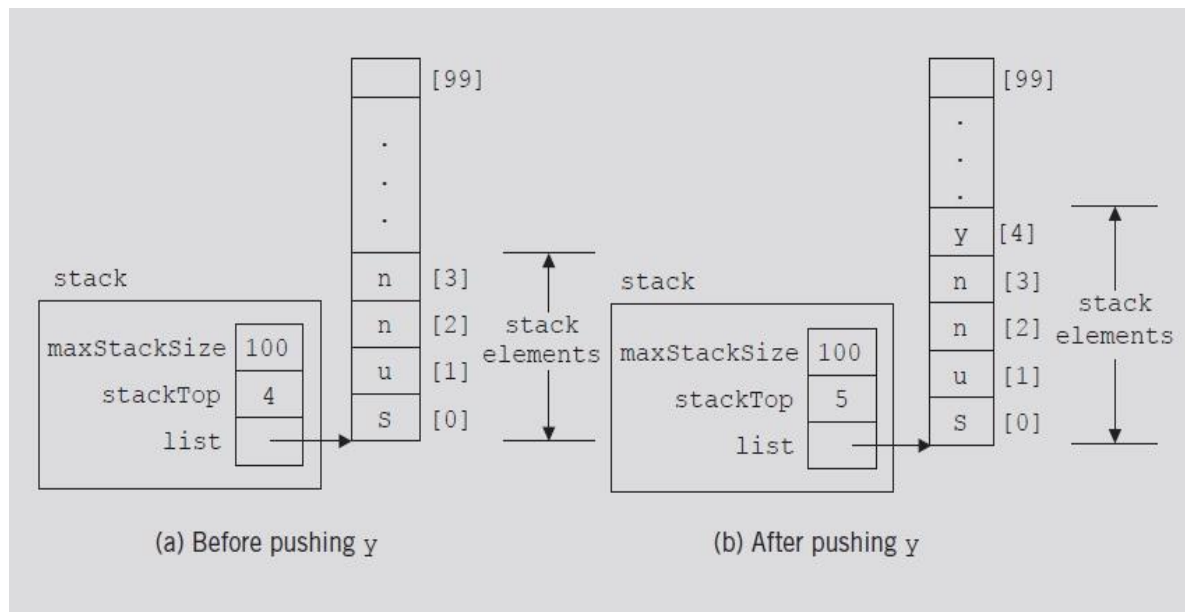 [99]
.
.
.
stack
n [3]
n [2]
u [1]
S [0]
maxStackSize 100
stackTop 4
list
stack
elements
(a) Before pushing y
[99]
.
.
.
y [4]
stack
n [3]
n [2]
u [1]
S [0]
maxStackSize 100
stackTop 5
list
stack
elements
(b) After pushing y